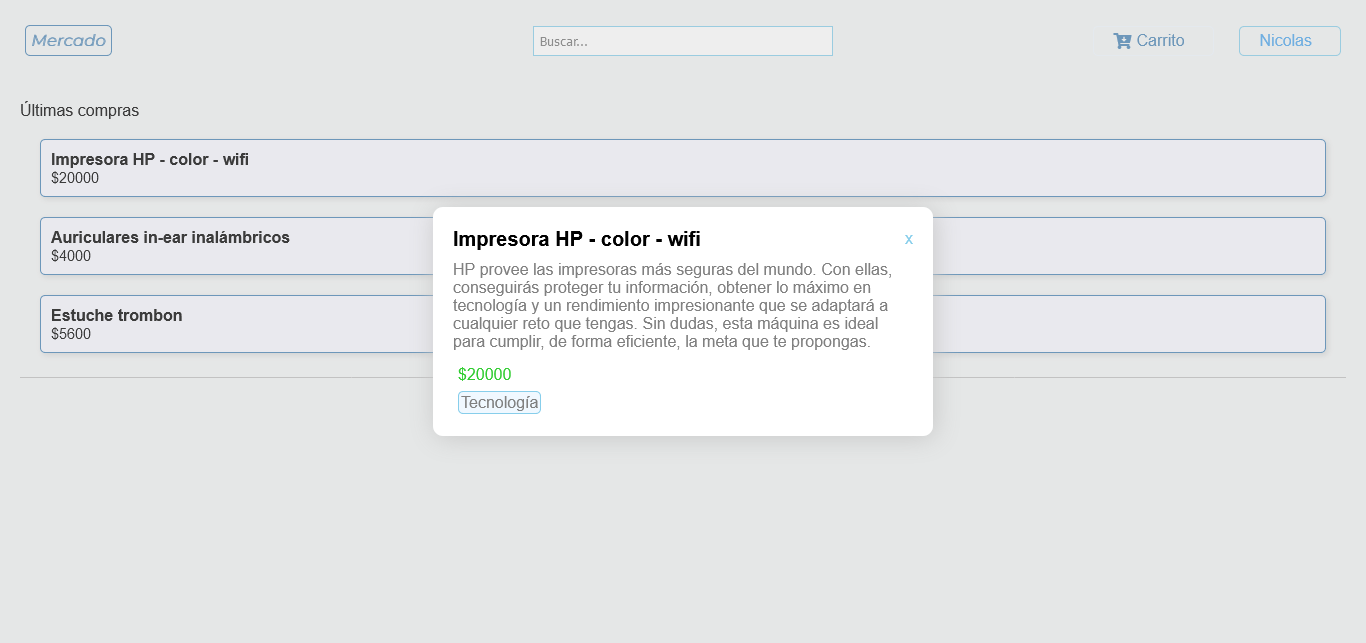 Mercado
Buscar...
Carrito
Nicolas
Últimas compras
Impresora HP - color - wifi
$20000
Auriculares in-ear inalámbricos
$4000
Estuche trombon
$5600
Impresora HP - color - wifi
x
HP provee las impresoras más seguras del mundo. Con ellas,
conseguirás proteger tu información, obtener lo máximo en
tecnología y un rendimiento impresionante que se adaptará a
cualquier reto que tengas. Sin dudas, esta máquina es ideal
para cumplir, de forma eficiente, la meta que te propongas.
$20000
Tecnología